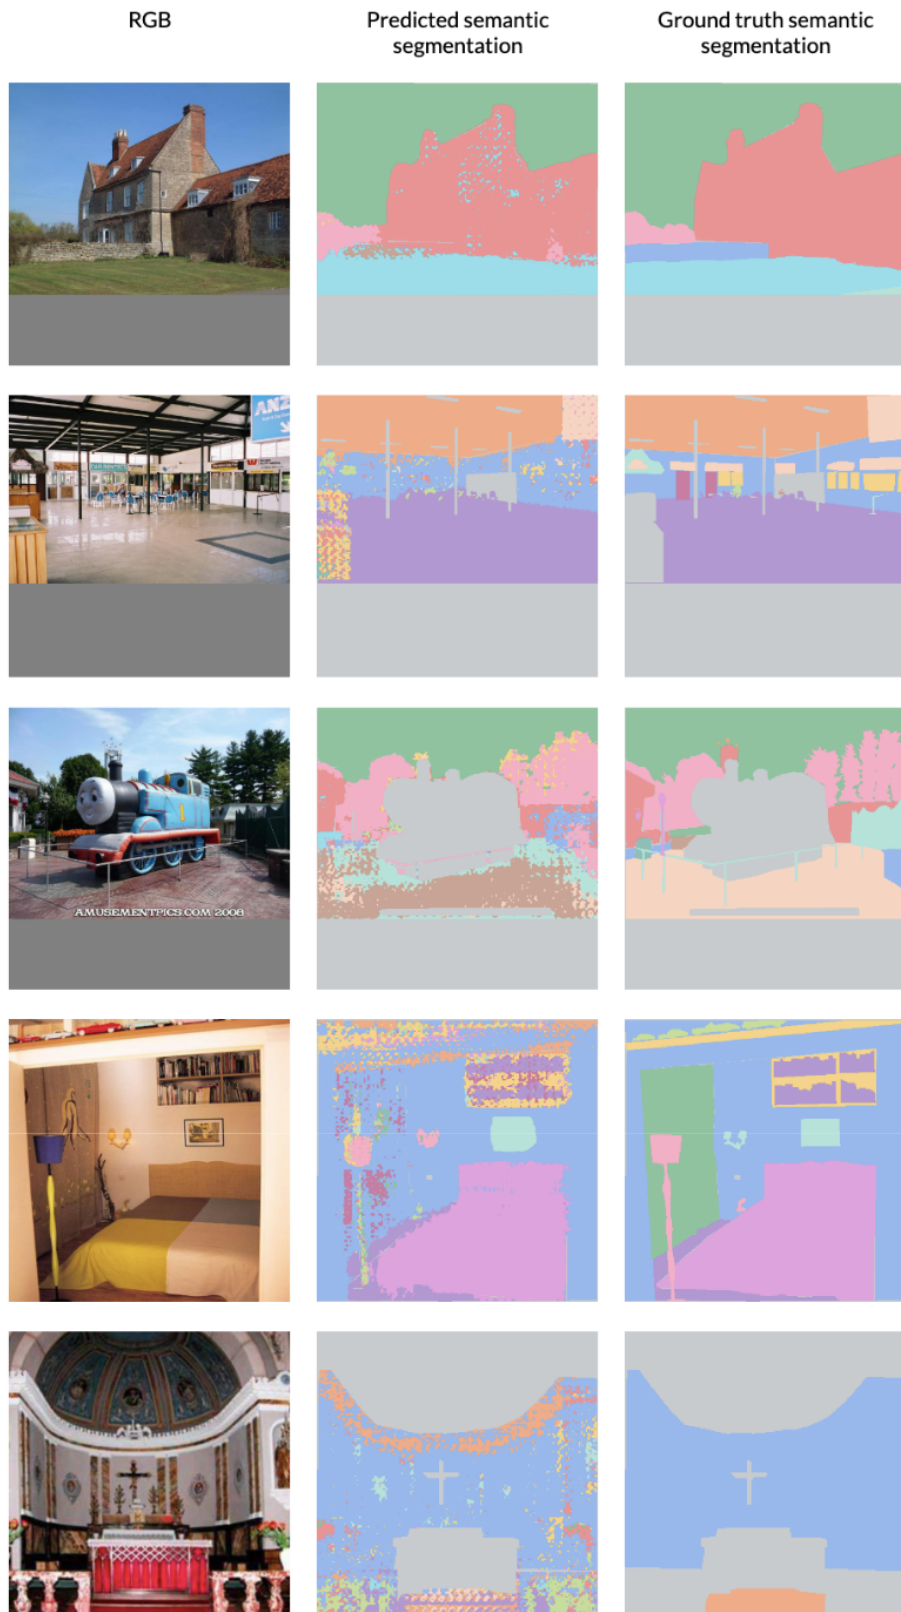 RGB
Predicted semantic
segmentation
Ground truth semantic
segmentation
ANZ
AMUSEMENTPICS.COM 2008